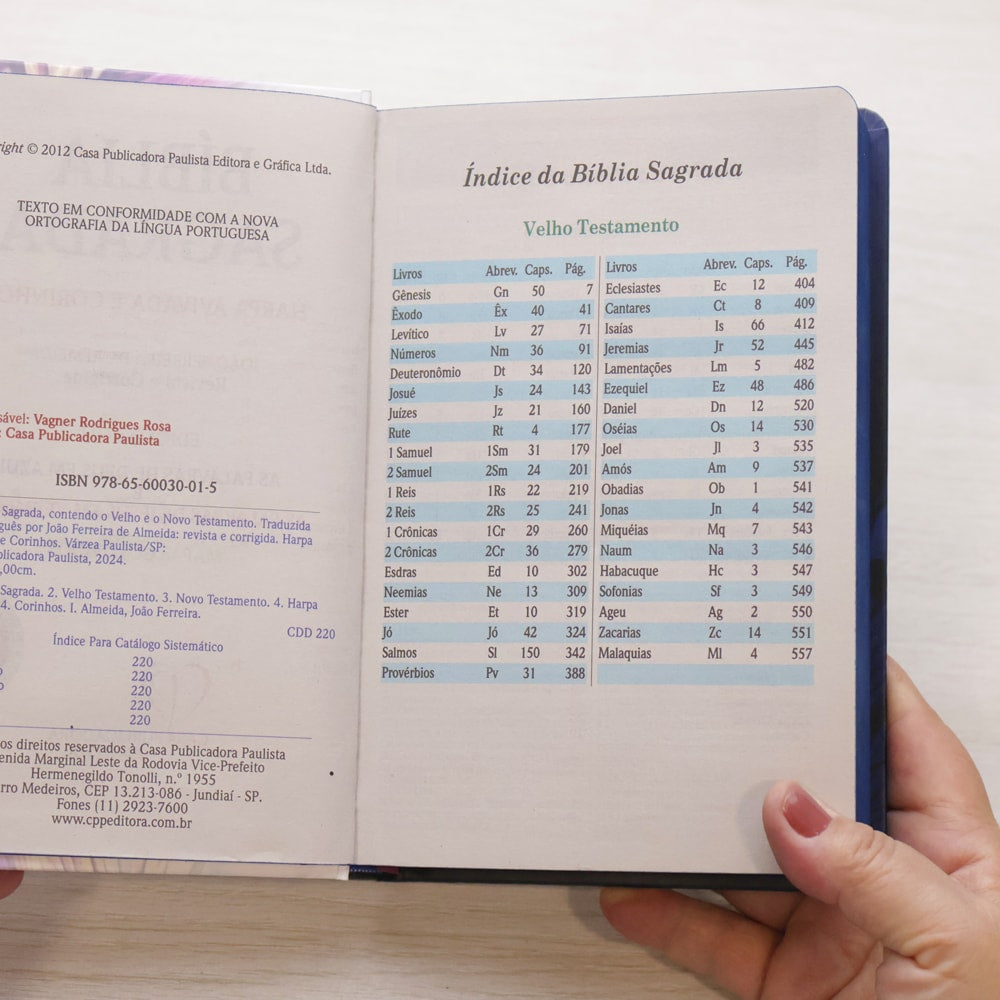 © 2012 Casa Publicadora Paulista Editora e Gráfica Ltda.
TEXTO EM CONFORMIDADE COM A NOVA
ORTOGRAFIA DA LÍNGUA PORTUGUESA
Vagner Rodrigues Rosa
Casa Publicadora Paulista
ISBN 978-65-60030-01-5
Sagrada, contendo o Velho e o Novo Testamento. Traduzida
por João Ferreira de Almeida: revista e corrigida. Harpa
e Corinhos. Várzea Paulista/SP:
Paulista, 2024.
,00cm.
Sagrada. 2. Velho Testamento. 3. Novo Testamento. 4. Harpa
4. Corinhos. I. Almeida, João Ferreira.
CDD 220
Índice Para Catálogo Sistemático
220
220
220
220
220
os direitos reservados à Casa Publicadora Paulista
Marginal Leste da Rodovia Vice-Prefeito
Hermenegildo Tonolli, n.º 1955
Medeiros, CEP 13.213-086 - Jundiaí - SP.
Fones (11) 2923-7600
www.cppeditora.com.br
Índice da Bíblia Sagrada
Velho Testamento
Livros Abrev. Caps. Pág.
Gênesis Gn 50 7
Êxodo Êx 40 41
Levítico Lv 27 71
Números Nm 36 91
Deuteronômio Dt 34 120
Josué Js 24 143
Juízes Jz 21 160
Rute Rt 4 177
1 Samuel 1Sm 31 179
2 Samuel 2Sm 24 201
1 Reis 1Rs 22 219
2 Reis 2Rs 25 241
1 Crônicas 1Cr 29 260
2 Crônicas 2Cr 36 279
Esdras Ed 10 302
Neemias Ne 13 309
Ester Et 10 319
Jó Jó 42 324
Salmos Sl 150 342
Provérbios Pv 31 388
Livros Abrev. Caps. Pág.
Eclesiastes Ec 12 404
Cantares Ct 8 409
Isaías Is 66 412
Jeremias Jr 52 445
Lamentações Lm 5 482
Ezequiel Ez 48 486
Daniel Dn 12 520
Oséias Os 14 530
Joel Jl 3 535
Amós Am 9 537
Obadias Ob 1 541
Jonas Jn 4 542
Miquéias Mq 7 543
Naum Na 3 546
Habacuque Hc 3 547
Sofonias Sf 3 549
Ageu Ag 2 550
Zacarias Zc 14 551
Malaquias Ml 4 557